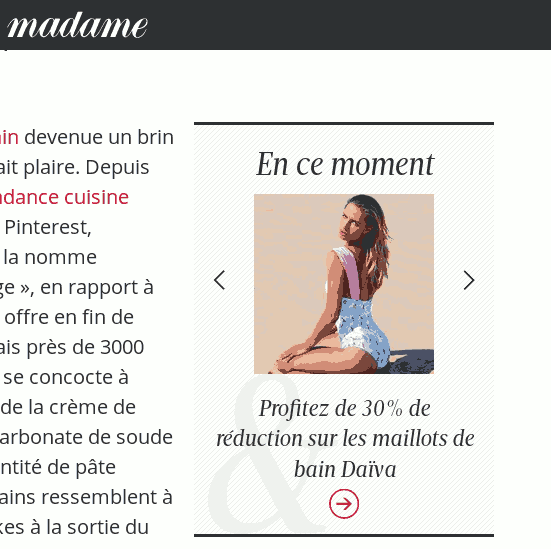 madame
ain devenue un brin
ait plaire. Depuis
ndance cuisine
Pinterest,
la nomme
ge », en rapport à
offre en fin de
ais près de 3000
se concocte à
de la crème de
arbonate de soude
ntité de pâte
ains ressemblent à
kes à la sortie du
En ce moment
&
Profitez de 30% de
réduction sur les maillots de
bain Daïva